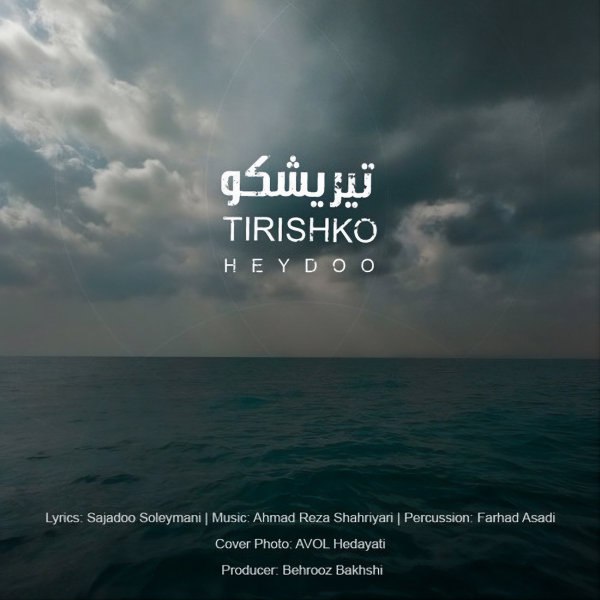 تیریشکو
TIRISHKO
HEYDOO
Lyrics: Sajadoo Soleymani | Music: Ahmad Reza Shahriyari | Percussion: Farhad Asadi
Cover Photo: AVOL Hedayati
Producer: Behrooz Bakhshi